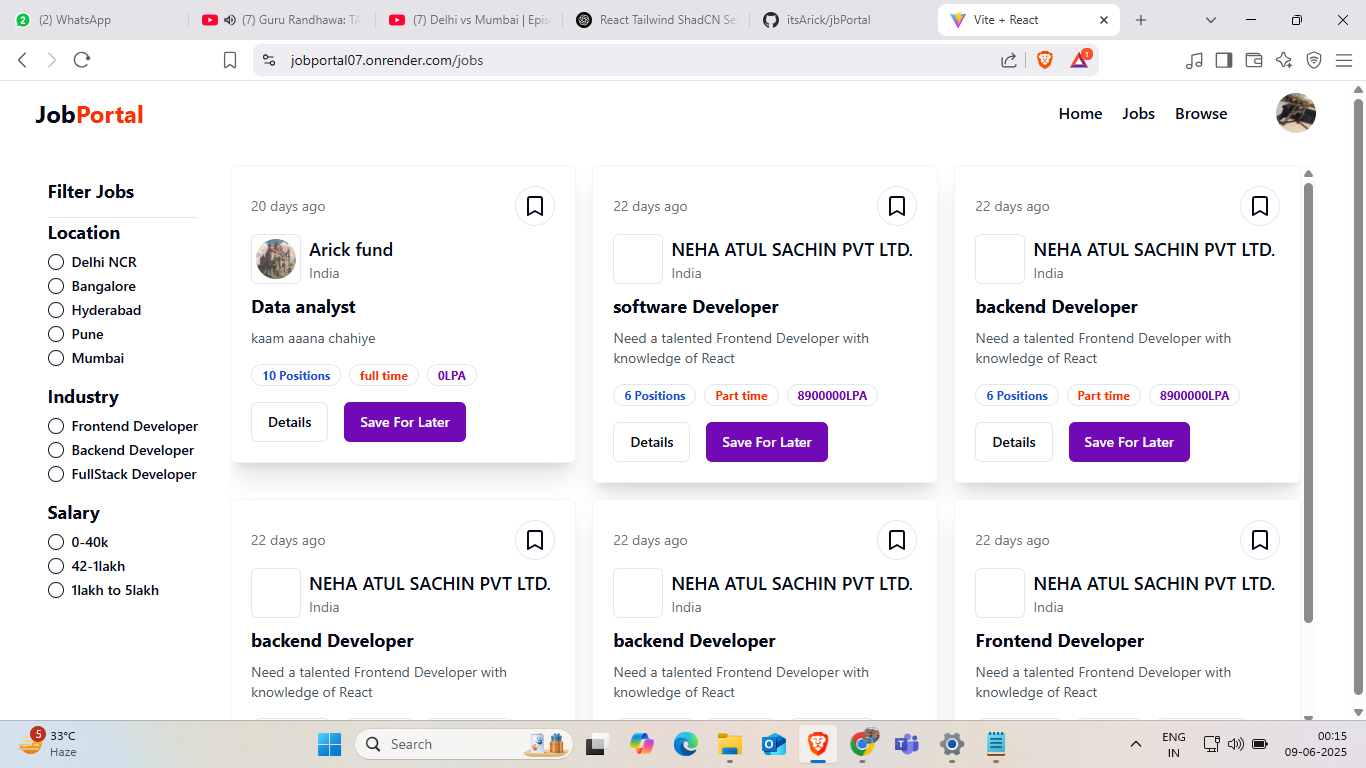 (2) WhatsApp
(7) Guru Randhawa: TA
(7) Delhi vs Mumbai | Epis
React Tailwind ShadCN Se
itsArick/jbPortal
Vite + React
jobportal07.onrender.com/jobs
1
JobPortal
Home
Jobs
Browse
Filter Jobs
Location
Delhi NCR
Bangalore
Hyderabad
Pune
Mumbai
Industry
Frontend Developer
Backend Developer
FullStack Developer
Salary
0-40k
42-1lakh
1lakh to 5lakh
20 days ago
Arick fund
India
Data analyst
kaam aaana chahiye
10 Positions
full time
0LPA
Details
Save For Later
22 days ago
NEHA ATUL SACHIN PVT LTD.
India
software Developer
Need a talented Frontend Developer with
knowledge of React
6 Positions
Part time
8900000LPA
Details
Save For Later
22 days ago
NEHA ATUL SACHIN PVT LTD.
India
backend Developer
Need a talented Frontend Developer with
knowledge of React
6 Positions
Part time
8900000LPA
Details
Save For Later
22 days ago
NEHA ATUL SACHIN PVT LTD.
India
backend Developer
Need a talented Frontend Developer with
knowledge of React
22 days ago
NEHA ATUL SACHIN PVT LTD.
India
backend Developer
Need a talented Frontend Developer with
knowledge of React
22 days ago
NEHA ATUL SACHIN PVT LTD.
India
Frontend Developer
Need a talented Frontend Developer with
knowledge of React
5
33°C
Haze
Search
ENG
IN
00:15
09-06-2025